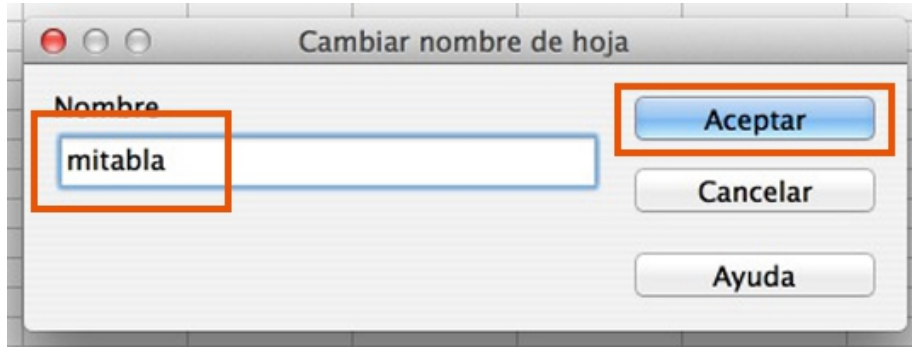 Cambiar nombre de hoja
Nombre
Aceptar
mitabla
Cancelar
Ayuda